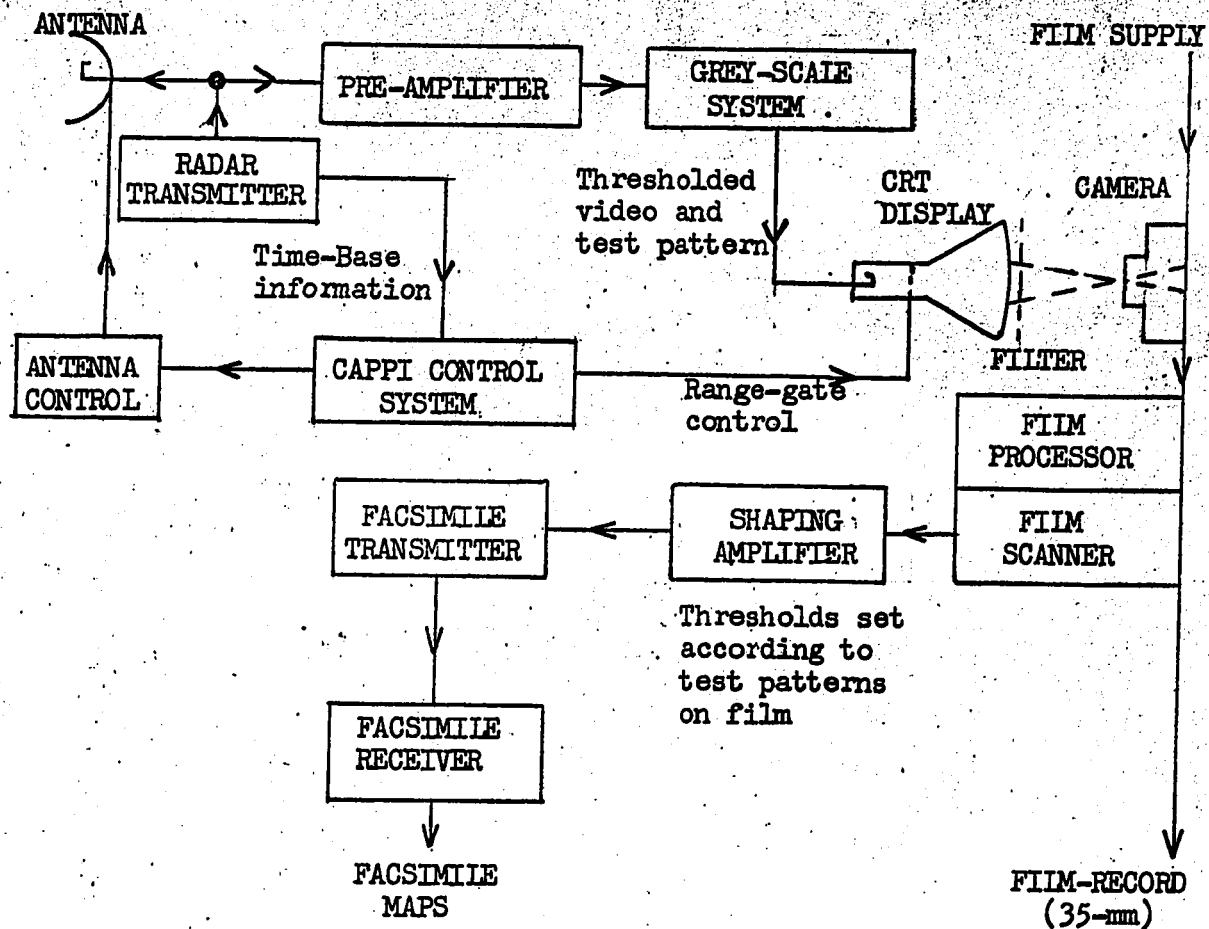 ANTENNA
FILM SUPPLY
PRE-AMPLIFIER
GREY-SCALE
SYSTEM
RADAR
TRANSMITTER
Thresholded
video and
test pattern
CRT
DISPLAY
CAMERA
Time-Base
information
ANTENNA
CONTROL
CAPPI CONTROL
SYSTEM
Range-gate
control
FILTER
FILM
PROCESSOR
FACSIMILE
TRANSMITTER
SHAPING
AMPLIFIER
FILM
SCANNER
Thresholds set
according to
test patterns
on film
FACSIMILE
RECEIVER
FACSIMILE
MAPS
FILM-RECORD
(35-mm)